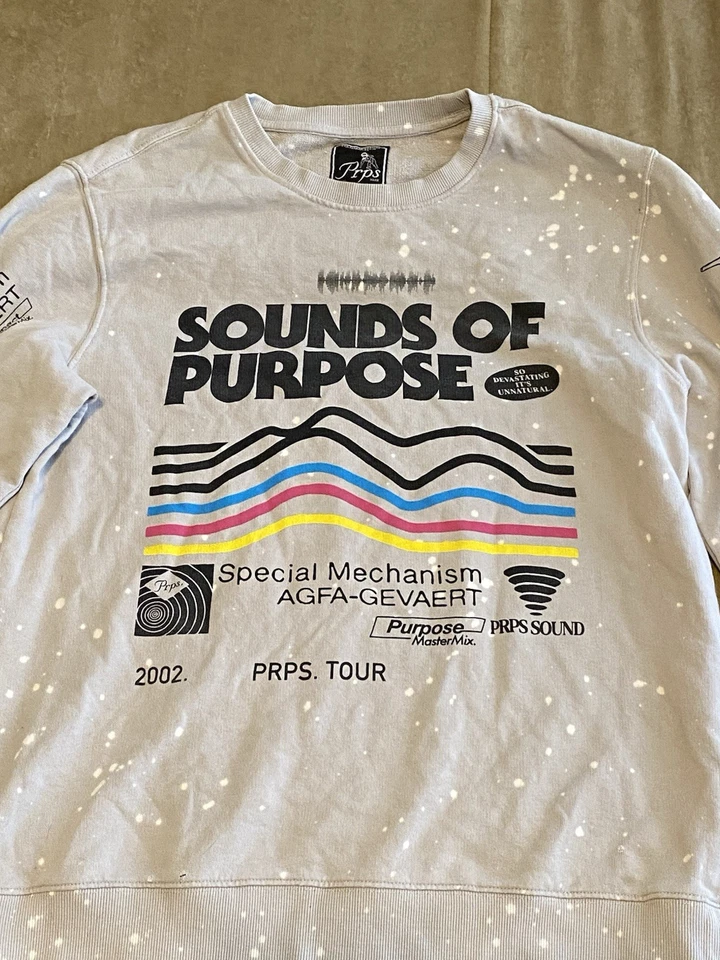 Prps
SOUNDS OF
PURPOSE
SO
DEVASTATING
IT'S
UNNATURAL.
Prps.
Special Mechanism
AGFA-GEVAERT
Purpose
MasterMix.
PRPS SOUND
2002.
PRPS. TOUR